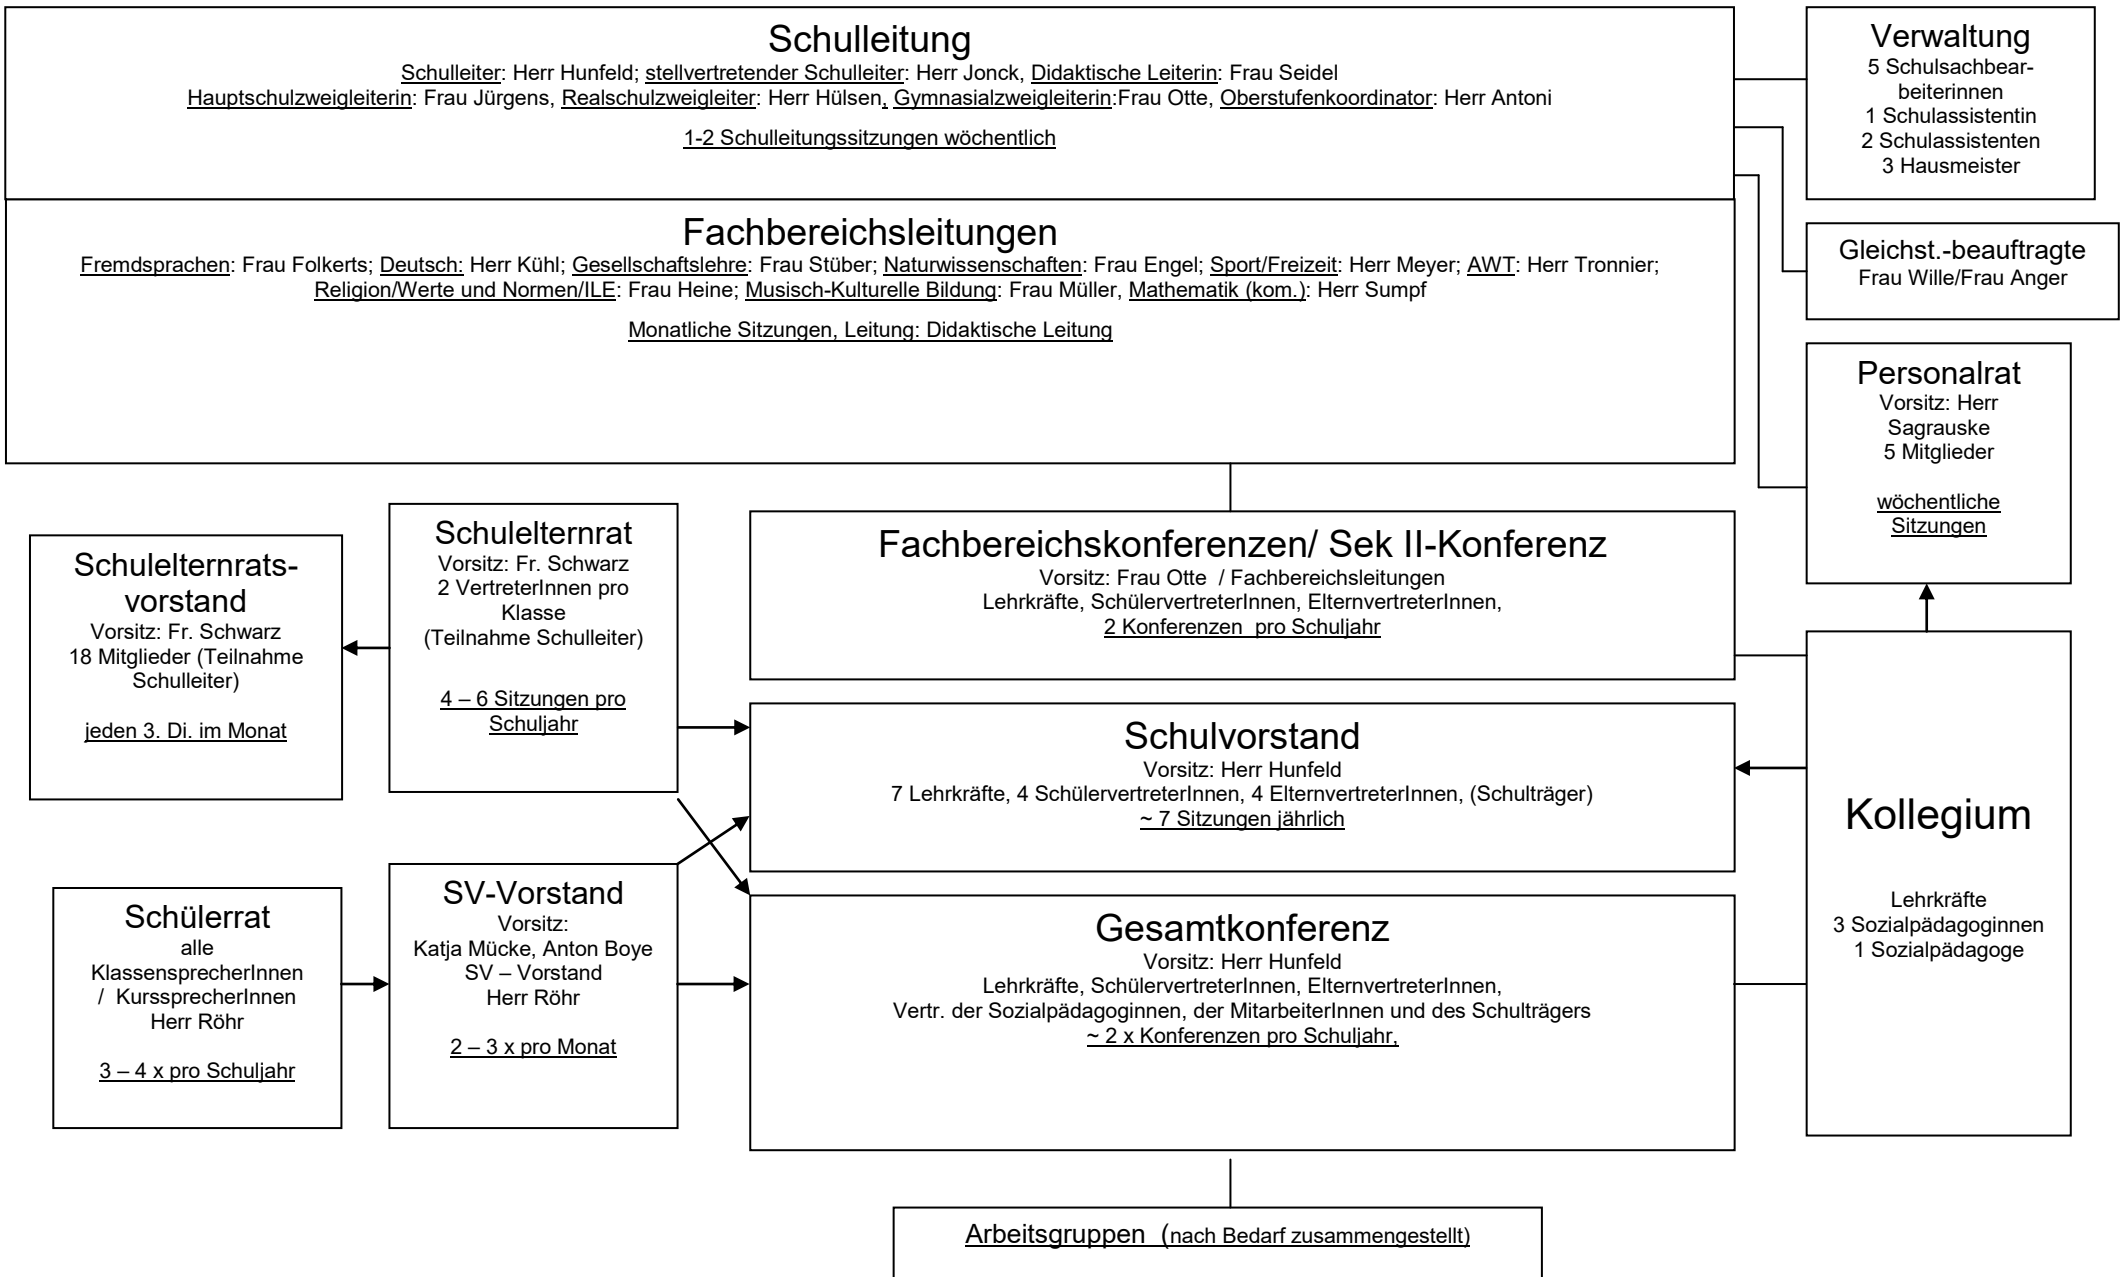 Schulleitung
Schulleiter: Herr Hunfeld; stellvertretender Schulleiter: Herr Jonck, Didaktische Leiterin: Frau Seidel
Hauptschulzweigleiterin: Frau Jürgens, Realschulzweigleiter: Herr Hülsen, Gymnasialzweigleiterin:Frau Otte, Oberstufenkoordinator: Herr Antoni
1-2 Schulleitungssitzungen wöchentlich
Verwaltung
5 Schulsachbear-
beiterinnen
1 Schulassistentin
2 Schulassistenten
3 Hausmeister
Fachbereichsleitungen
Fremdsprachen: Frau Folkerts; Deutsch: Herr Kühl; Gesellschaftslehre: Frau Stüber; Naturwissenschaften: Frau Engel; Sport/Freizeit: Herr Meyer; AWT: Herr Tronnier;
Religion/Werte und Normen/ILE: Frau Heine; Musisch-Kulturelle Bildung: Frau Müller, Mathematik (kom.): Herr Sumpf
Monatliche Sitzungen, Leitung: Didaktische Leitung
Gleichst.-beauftragte
Frau Wille/Frau Anger
Personalrat
Vorsitz: Herr
Sagrauske
5 Mitglieder
wöchentliche
Sitzungen
Schulelternrats-
vorstand
Vorsitz: Fr. Schwarz
18 Mitglieder (Teilnahme
Schulleiter)
jeden 3. Di. im Monat
Schulelternrat
Vorsitz: Fr. Schwarz
2 VertreterInnen pro
Klasse
(Teilnahme Schulleiter)
4 – 6 Sitzungen pro
Schuljahr
Fachbereichskonferenzen/ Sek II-Konferenz
Vorsitz: Frau Otte / Fachbereichsleitungen
Lehrkräfte, SchülervertreterInnen, ElternvertreterInnen,
2 Konferenzen pro Schuljahr
Schulvorstand
Vorsitz: Herr Hunfeld
7 Lehrkräfte, 4 SchülervertreterInnen, 4 ElternvertreterInnen, (Schulträger)
~ 7 Sitzungen jährlich
Kollegium
Lehrkräfte
3 Sozialpädagoginnen
1 Sozialpädagoge
Schülerrat
alle
KlassensprecherInnen
/ KurssprecherInnen
Herr Röhr
3 – 4 x pro Schuljahr
SV-Vorstand
Vorsitz:
Katja Mücke, Anton Boye
SV – Vorstand
Herr Röhr
2 – 3 x pro Monat
Gesamtkonferenz
Vorsitz: Herr Hunfeld
Lehrkräfte, SchülervertreterInnen, ElternvertreterInnen,
Vertr. der Sozialpädagoginnen, der MitarbeiterInnen und des Schulträgers
~ 2 x Konferenzen pro Schuljahr,
Arbeitsgruppen (nach Bedarf zusammengestellt)